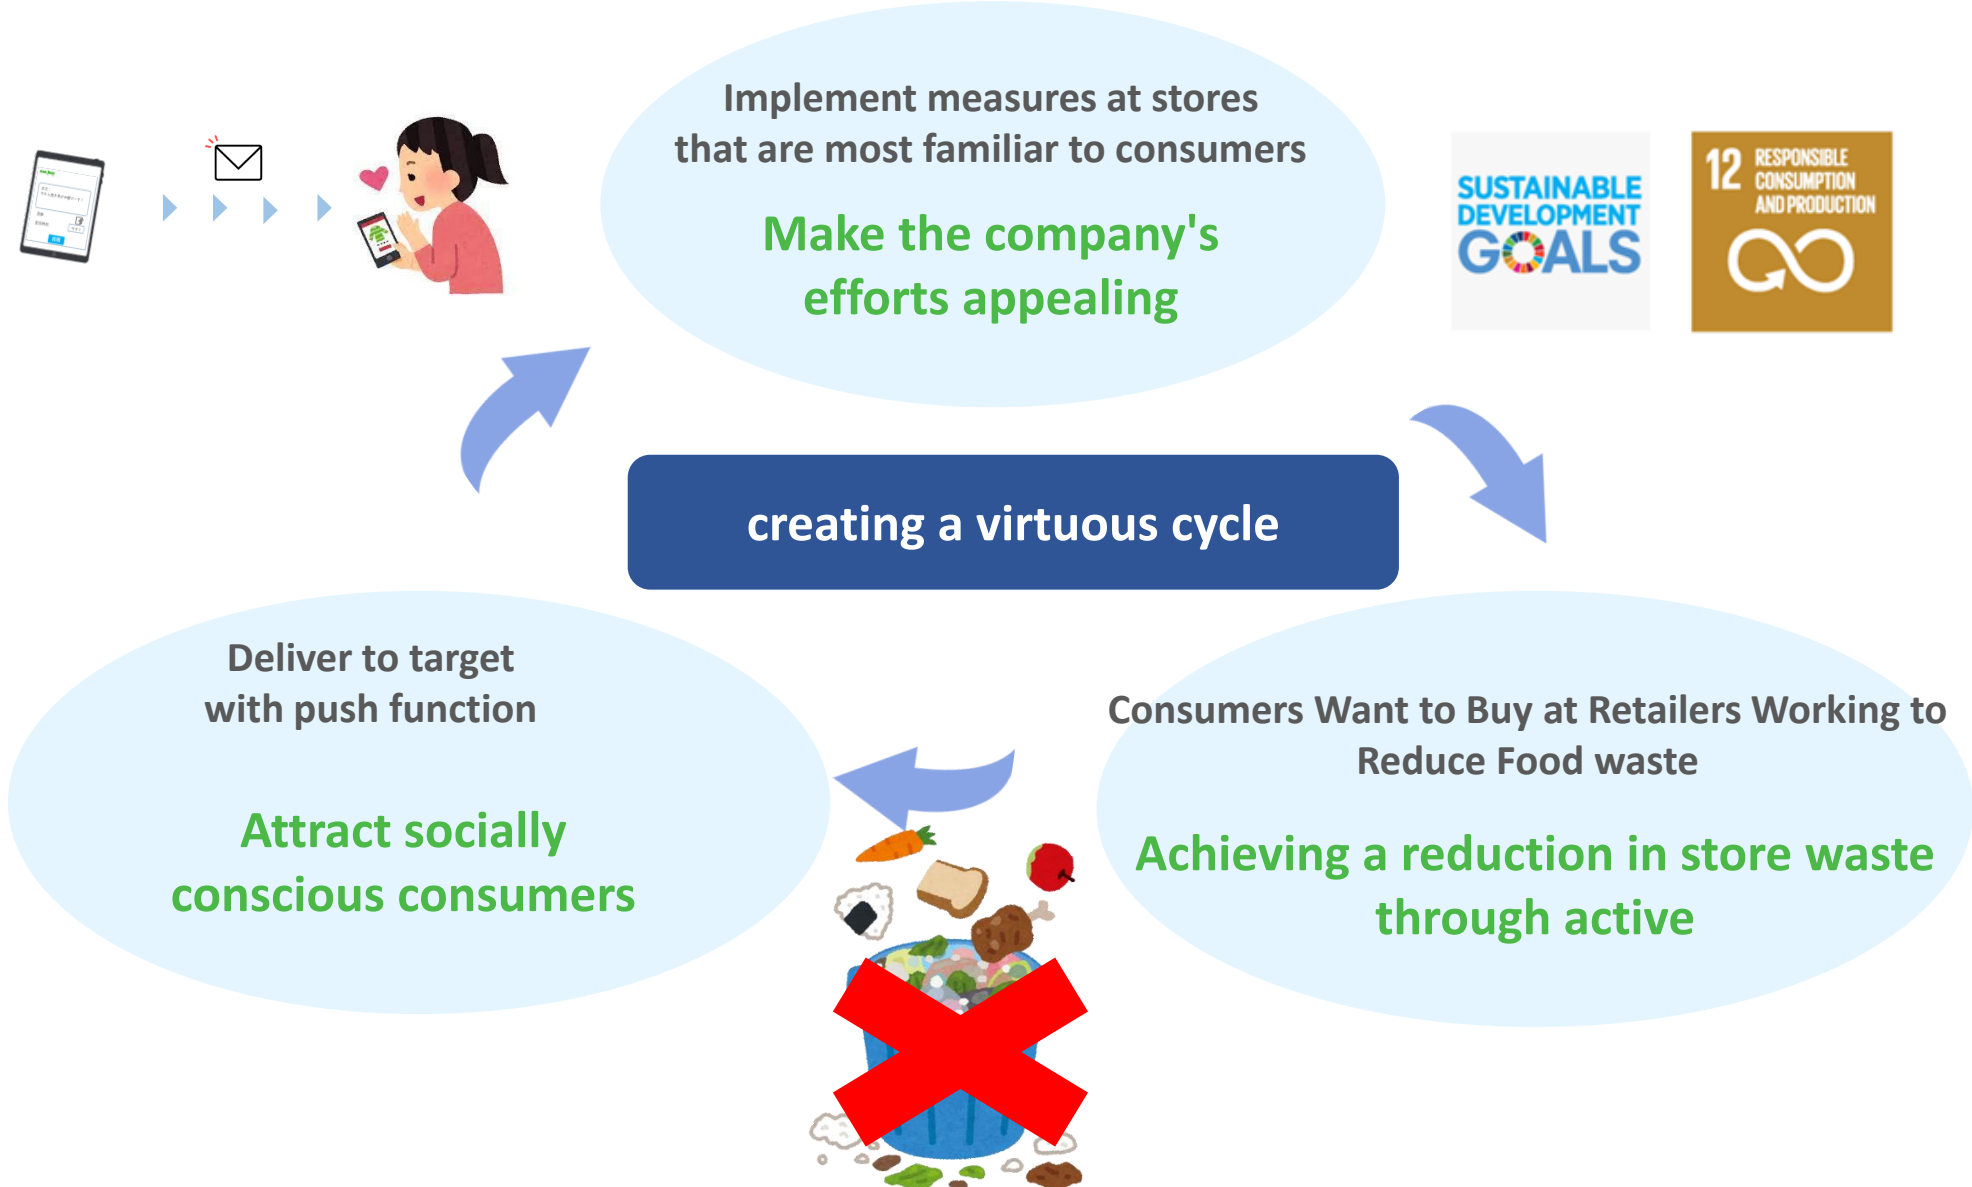 Implement measures at stores
that are most familiar to consumers
Make the company's
efforts appealing
SUSTAINABLE
DEVELOPMENT
GOALS
12 RESPONSIBLE
CONSUMPTION
AND PRODUCTION
creating a virtuous cycle
Deliver to target
with push function
Attract socially
conscious consumers
Consumers Want to Buy at Retailers Working to
Reduce Food waste
Achieving a reduction in store waste
through active